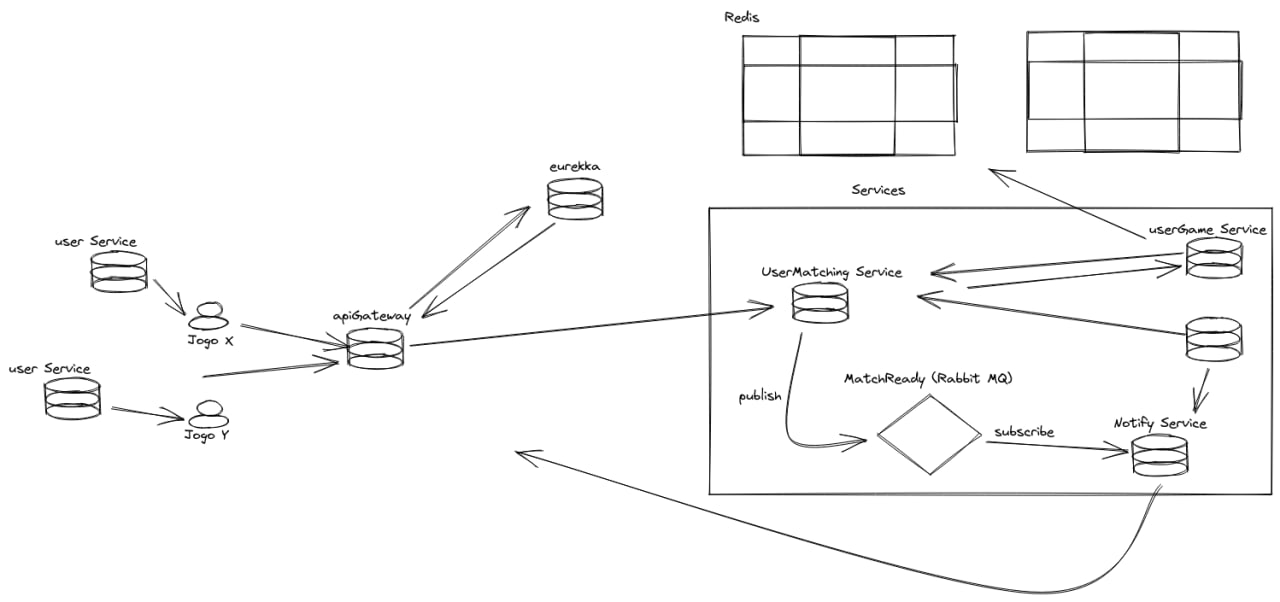 Redis
eurekka
Services
user Service
userGame Service
UserMatching Service
apiGateway
Jogo X
user Service
MatchReady (Rabbit MQ)
publish
Notify Service
subscribe
Jogo Y